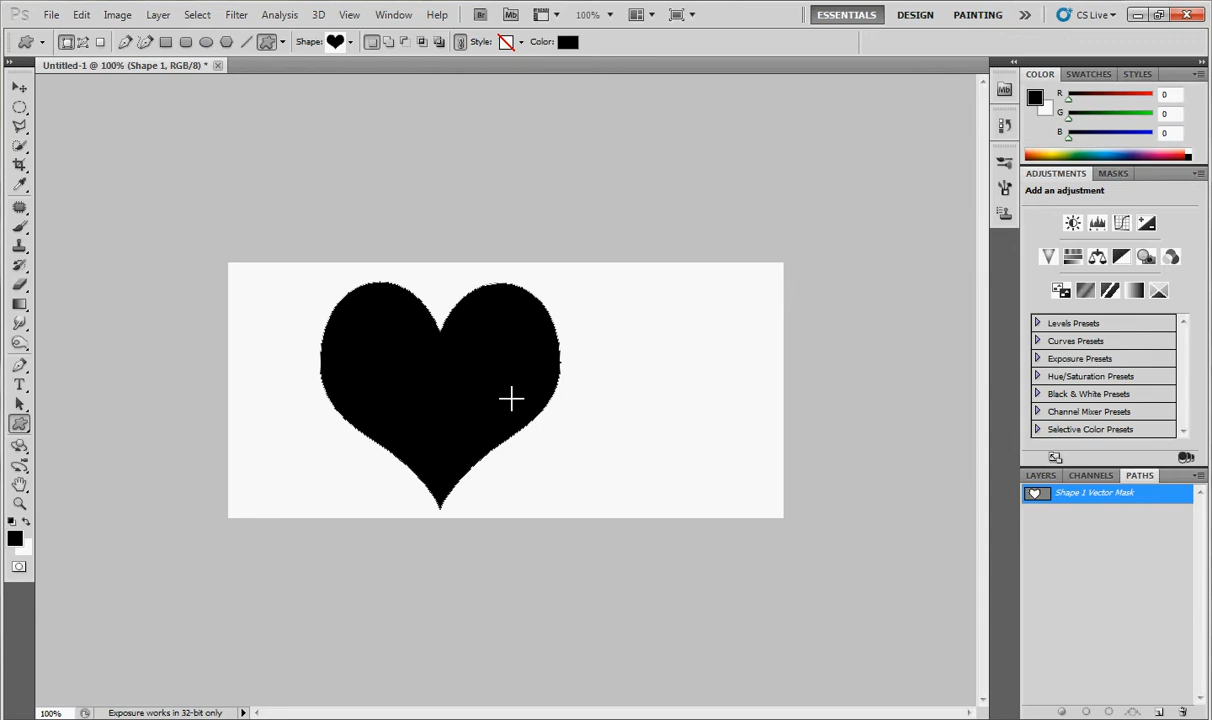 Ps File Edit Image Layer Select Filter Analysis 3D View Window Help Br Mb 100% ESSENTIALS DESIGN PAINTING CS Live
Shape: Style: Color:
Untitled-1 @ 100% (Shape 1, RGB/8) *
COLOR SWATCHES STYLES
Mb
R 0
G 0
B 0
ADJUSTMENTS MASKS
Add an adjustment
Levels Presets
Curves Presets
Exposure Presets
Hue/Saturation Presets
Black & White Presets
Channel Mixer Presets
Selective Color Presets
LAYERS CHANNELS PATHS
Shape 1 Vector Mask
T
100% Exposure works in 32-bit only